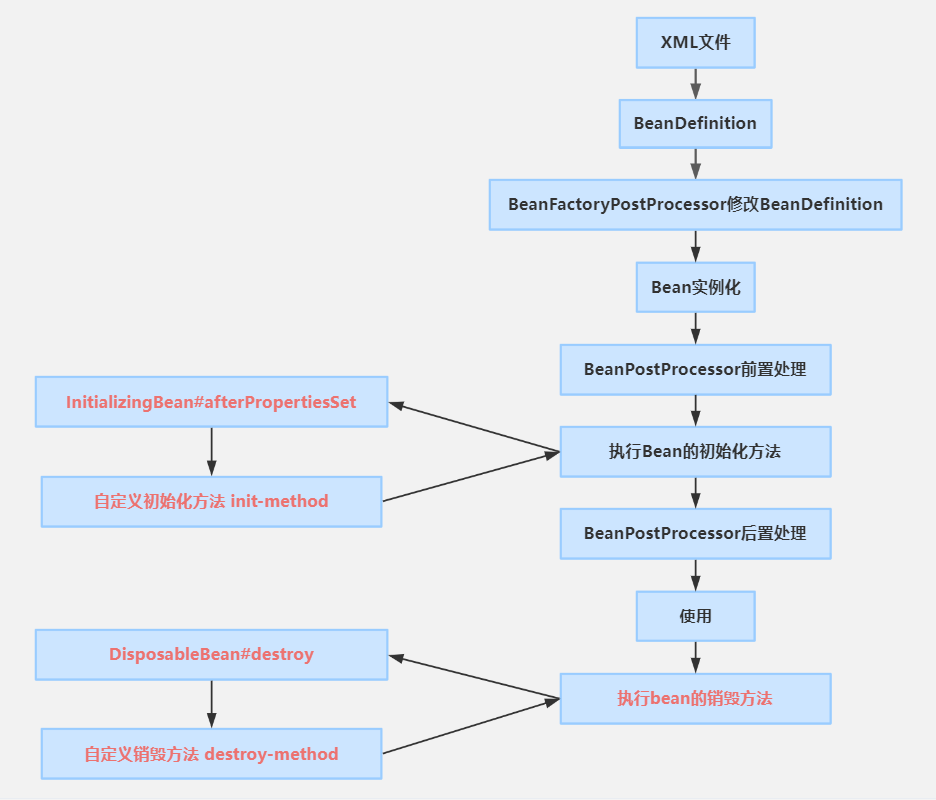 XML文件
BeanDefinition
BeanFactoryPostProcessor修改BeanDefinition
Bean实例化
BeanPostProcessor前置处理
InitializingBean#afterPropertiesSet
执行Bean的初始化方法
自定义初始化方法 init-method
BeanPostProcessor后置处理
使用
DisposableBean#destroy
执行bean的销毁方法
自定义销毁方法 destroy-method